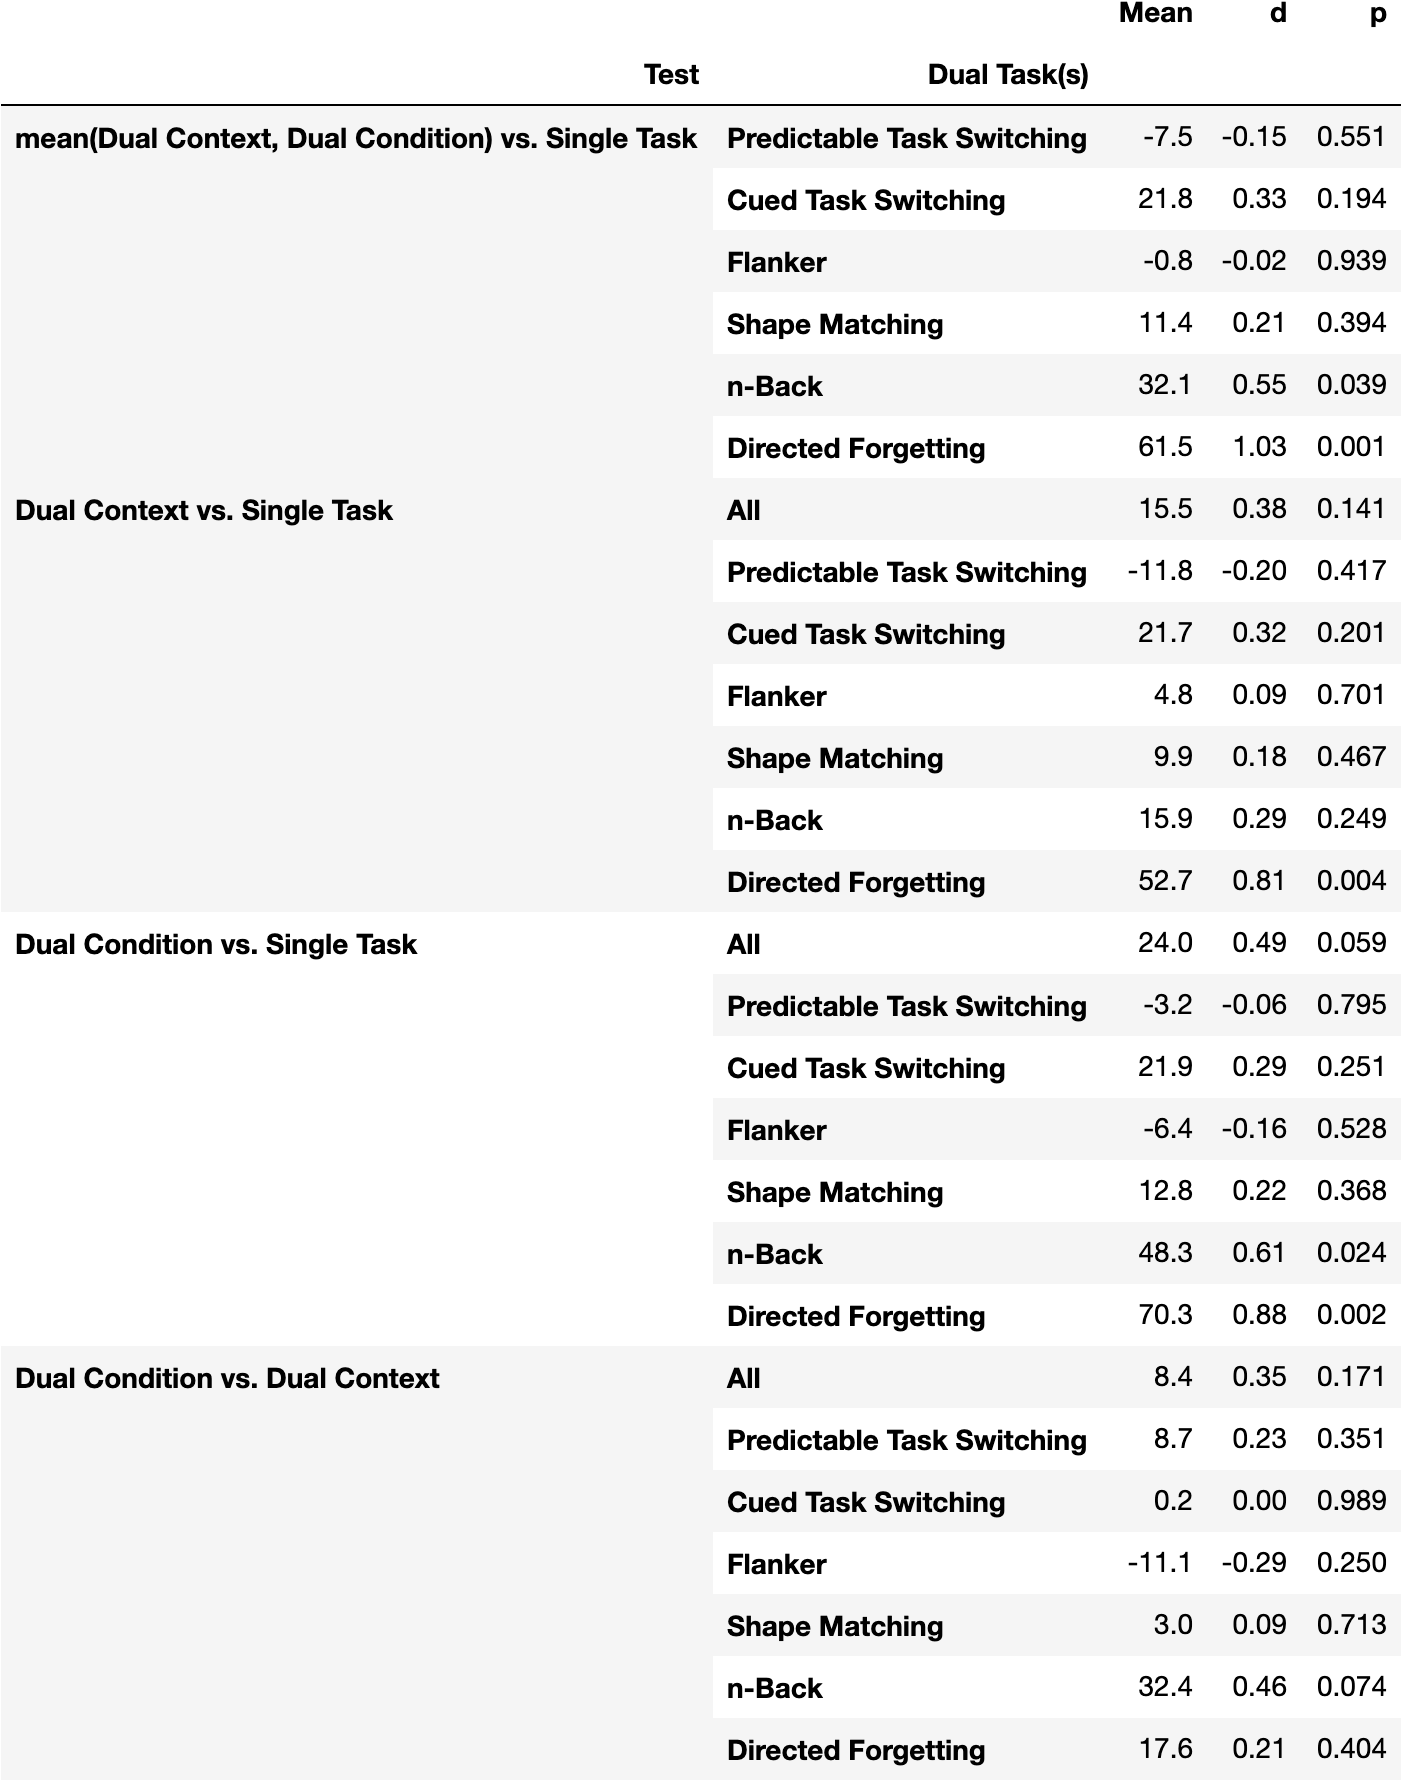 Mean d p
Test Dual Task(s)
mean(Dual Context, Dual Condition) vs. Single Task Predictable Task Switching -7.5 -0.15 0.551
Cued Task Switching 21.8 0.33 0.194
Flanker -0.8 -0.02 0.939
Shape Matching 11.4 0.21 0.394
n-Back 32.1 0.55 0.039
Directed Forgetting 61.5 1.03 0.001
Dual Context vs. Single Task All 15.5 0.38 0.141
Predictable Task Switching -11.8 -0.20 0.417
Cued Task Switching 21.7 0.32 0.201
Flanker 4.8 0.09 0.701
Shape Matching 9.9 0.18 0.467
n-Back 15.9 0.29 0.249
Directed Forgetting 52.7 0.81 0.004
Dual Condition vs. Single Task All 24.0 0.49 0.059
Predictable Task Switching -3.2 -0.06 0.795
Cued Task Switching 21.9 0.29 0.251
Flanker -6.4 -0.16 0.528
Shape Matching 12.8 0.22 0.368
n-Back 48.3 0.61 0.024
Directed Forgetting 70.3 0.88 0.002
Dual Condition vs. Dual Context All 8.4 0.35 0.171
Predictable Task Switching 8.7 0.23 0.351
Cued Task Switching 0.2 0.00 0.989
Flanker -11.1 -0.29 0.250
Shape Matching 3.0 0.09 0.713
n-Back 32.4 0.46 0.074
Directed Forgetting 17.6 0.21 0.404